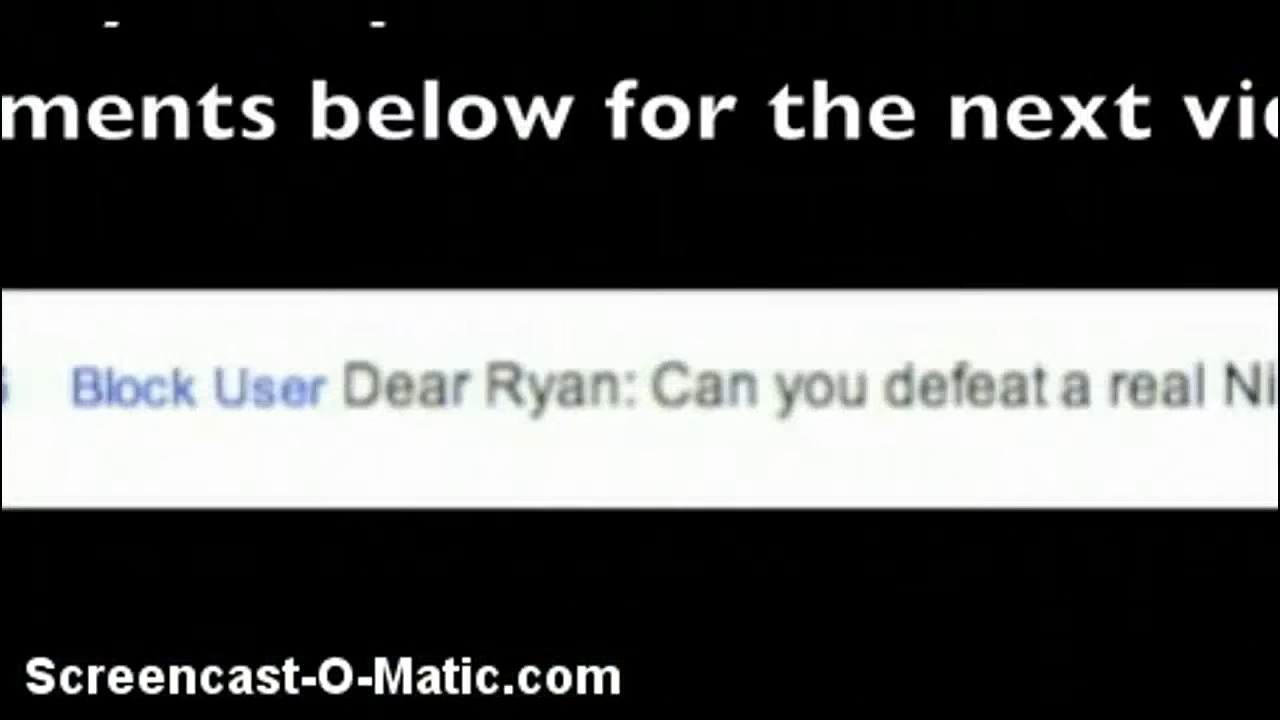 ments below for the next vi
Block User Dear Ryan: Can you defeat a real Ni
Screencast-O-Matic.com